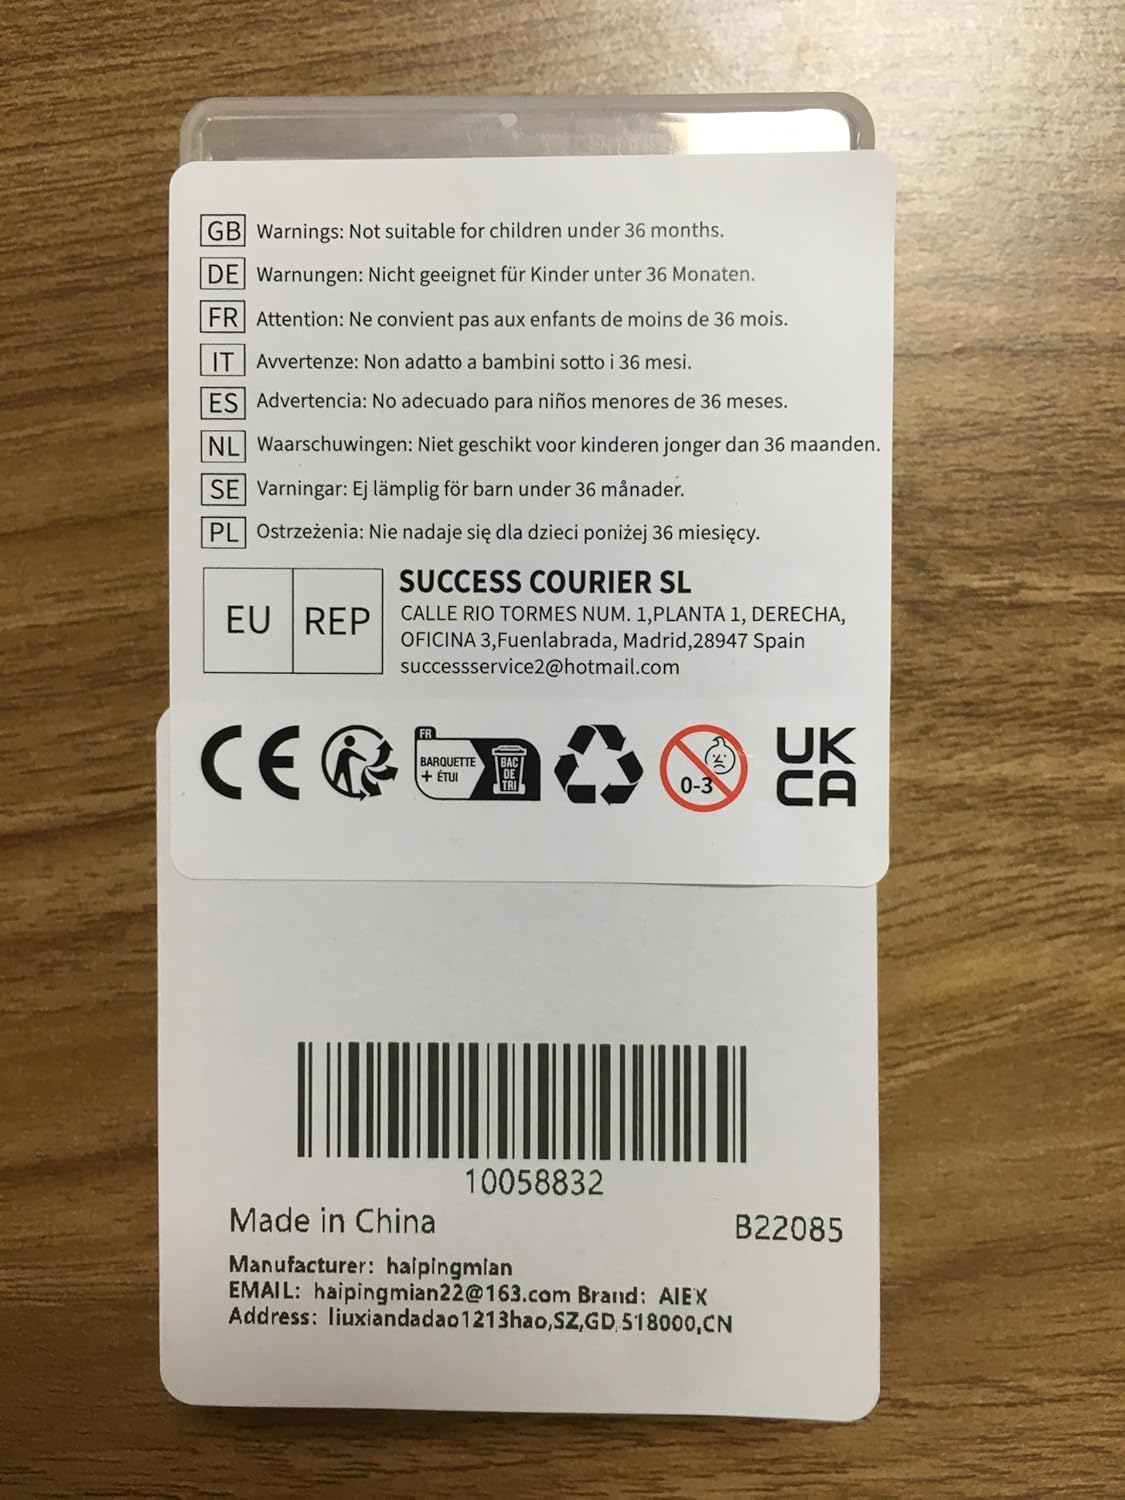 GB Warnings: Not suitable for children under 36 months.
DE Warnungen: Nicht geeignet für Kinder unter 36 Monaten.
FR Attention: Ne convient pas aux enfants de moins de 36 mois.
IT Avvertenze: Non adatto a bambini sotto i 36 mesi.
ES Advertencia: No adecuado para niños menores de 36 meses.
NL Waarschuwingen: Niet geschikt voor kinderen jonger dan 36 maanden.
SE Varningar: Ej lämplig för barn under 36 månader.
PL Ostrzeżenia: Nie nadaje się dla dzieci poniżej 36 miesięcy.
EU REP
SUCCESS COURIER SL
CALLE RIO TORMES NUM. 1,PLANTA 1, DERECHA,
OFICINA 3,Fuenlabrada, Madrid,28947 Spain
successservice2@hotmail.com
CE
FR
BARQUETTE
+ ÉTUI
BAC
DE
TRI
0-3
UK
CA
10058832
Made in China
B22085
Manufacturer: haipingmian
EMAIL: haipingmian22@163.com Brand: AIEX
Address: liuxiandadao1213hao,SZ,GD,518000,CN